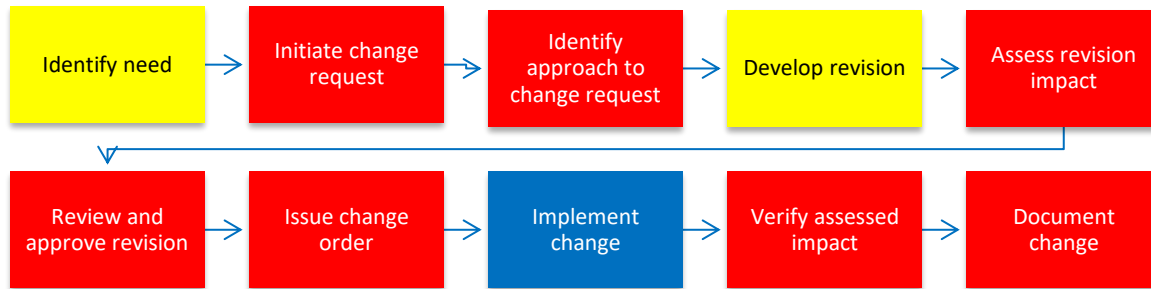 Identify need
Initiate change
request
Identify
approach to
change request
Develop revision
Assess revision
impact
Review and
approve revision
Issue change
order
Implement
change
Verify assessed
impact
Document
change